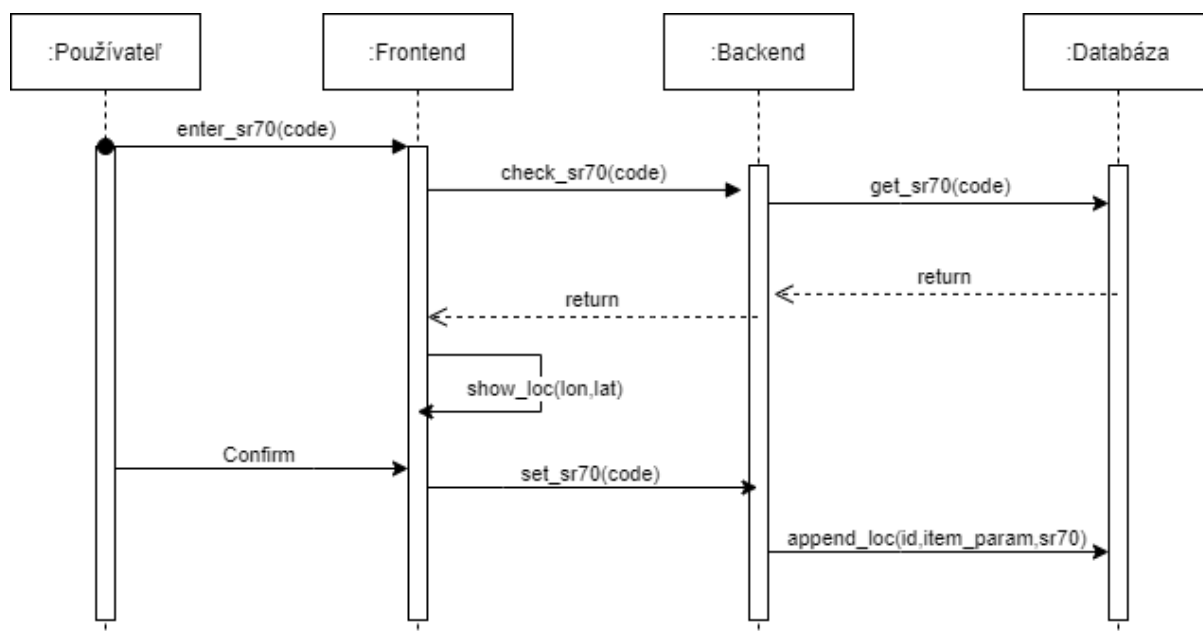 :Používateľ
:Frontend
:Backend
:Databáza
enter_sr70(code)
check_sr70(code)
get_sr70(code)
return
return
show_loc(lon,lat)
Confirm
set_sr70(code)
append_loc(id,item_param,sr70)